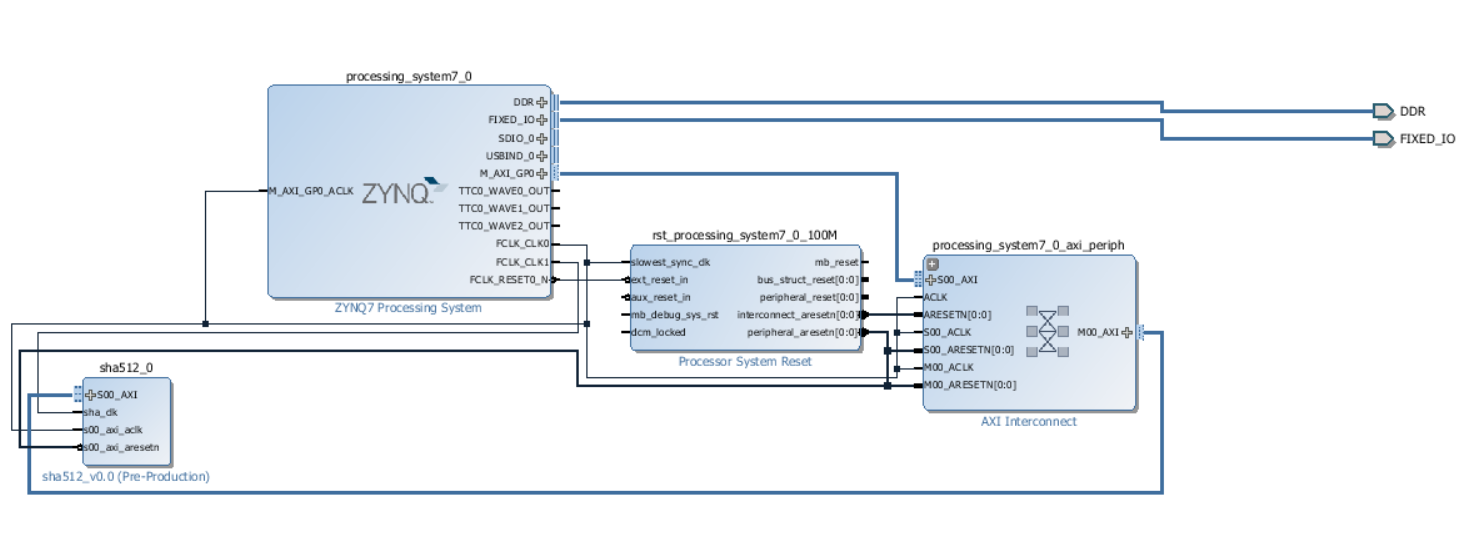 processing_system7_0
DDR
FIXED_IO
SDIO_0
USBIND_0
M_AXI_GP0
M_AXI_GP0_ACLK
ZYNQ
TTC0_WAVE0_OUT
TTC0_WAVE1_OUT
TTC0_WAVE2_OUT
FCLK_CLK0
FCLK_CLK1
FCLK_RESET0_N
ZYNQ7 Processing System
DDR
FIXED_IO
rst_processing_system7_0_100M
slowest_sync_clk
ext_reset_in
aux_reset_in
mb_debug_sys_rst
dcm_locked
mb_reset
bus_struct_reset[0:0]
peripheral_reset[0:0]
interconnect_aresetn[0:0]
peripheral_aresetn[0:0]
Processor System Reset
processing_system7_0_axi_periph
S00_AXI
ACLK
ARESETN[0:0]
S00_ACLK
S00_ARESETN[0:0]
M00_ACLK
M00_ARESETN[0:0]
M00_AXI
AXI Interconnect
sha512_0
S00_AXI
sha_clk
s00_axi_aclk
s00_axi_aresetn
sha512_v0.0 (Pre-Production)